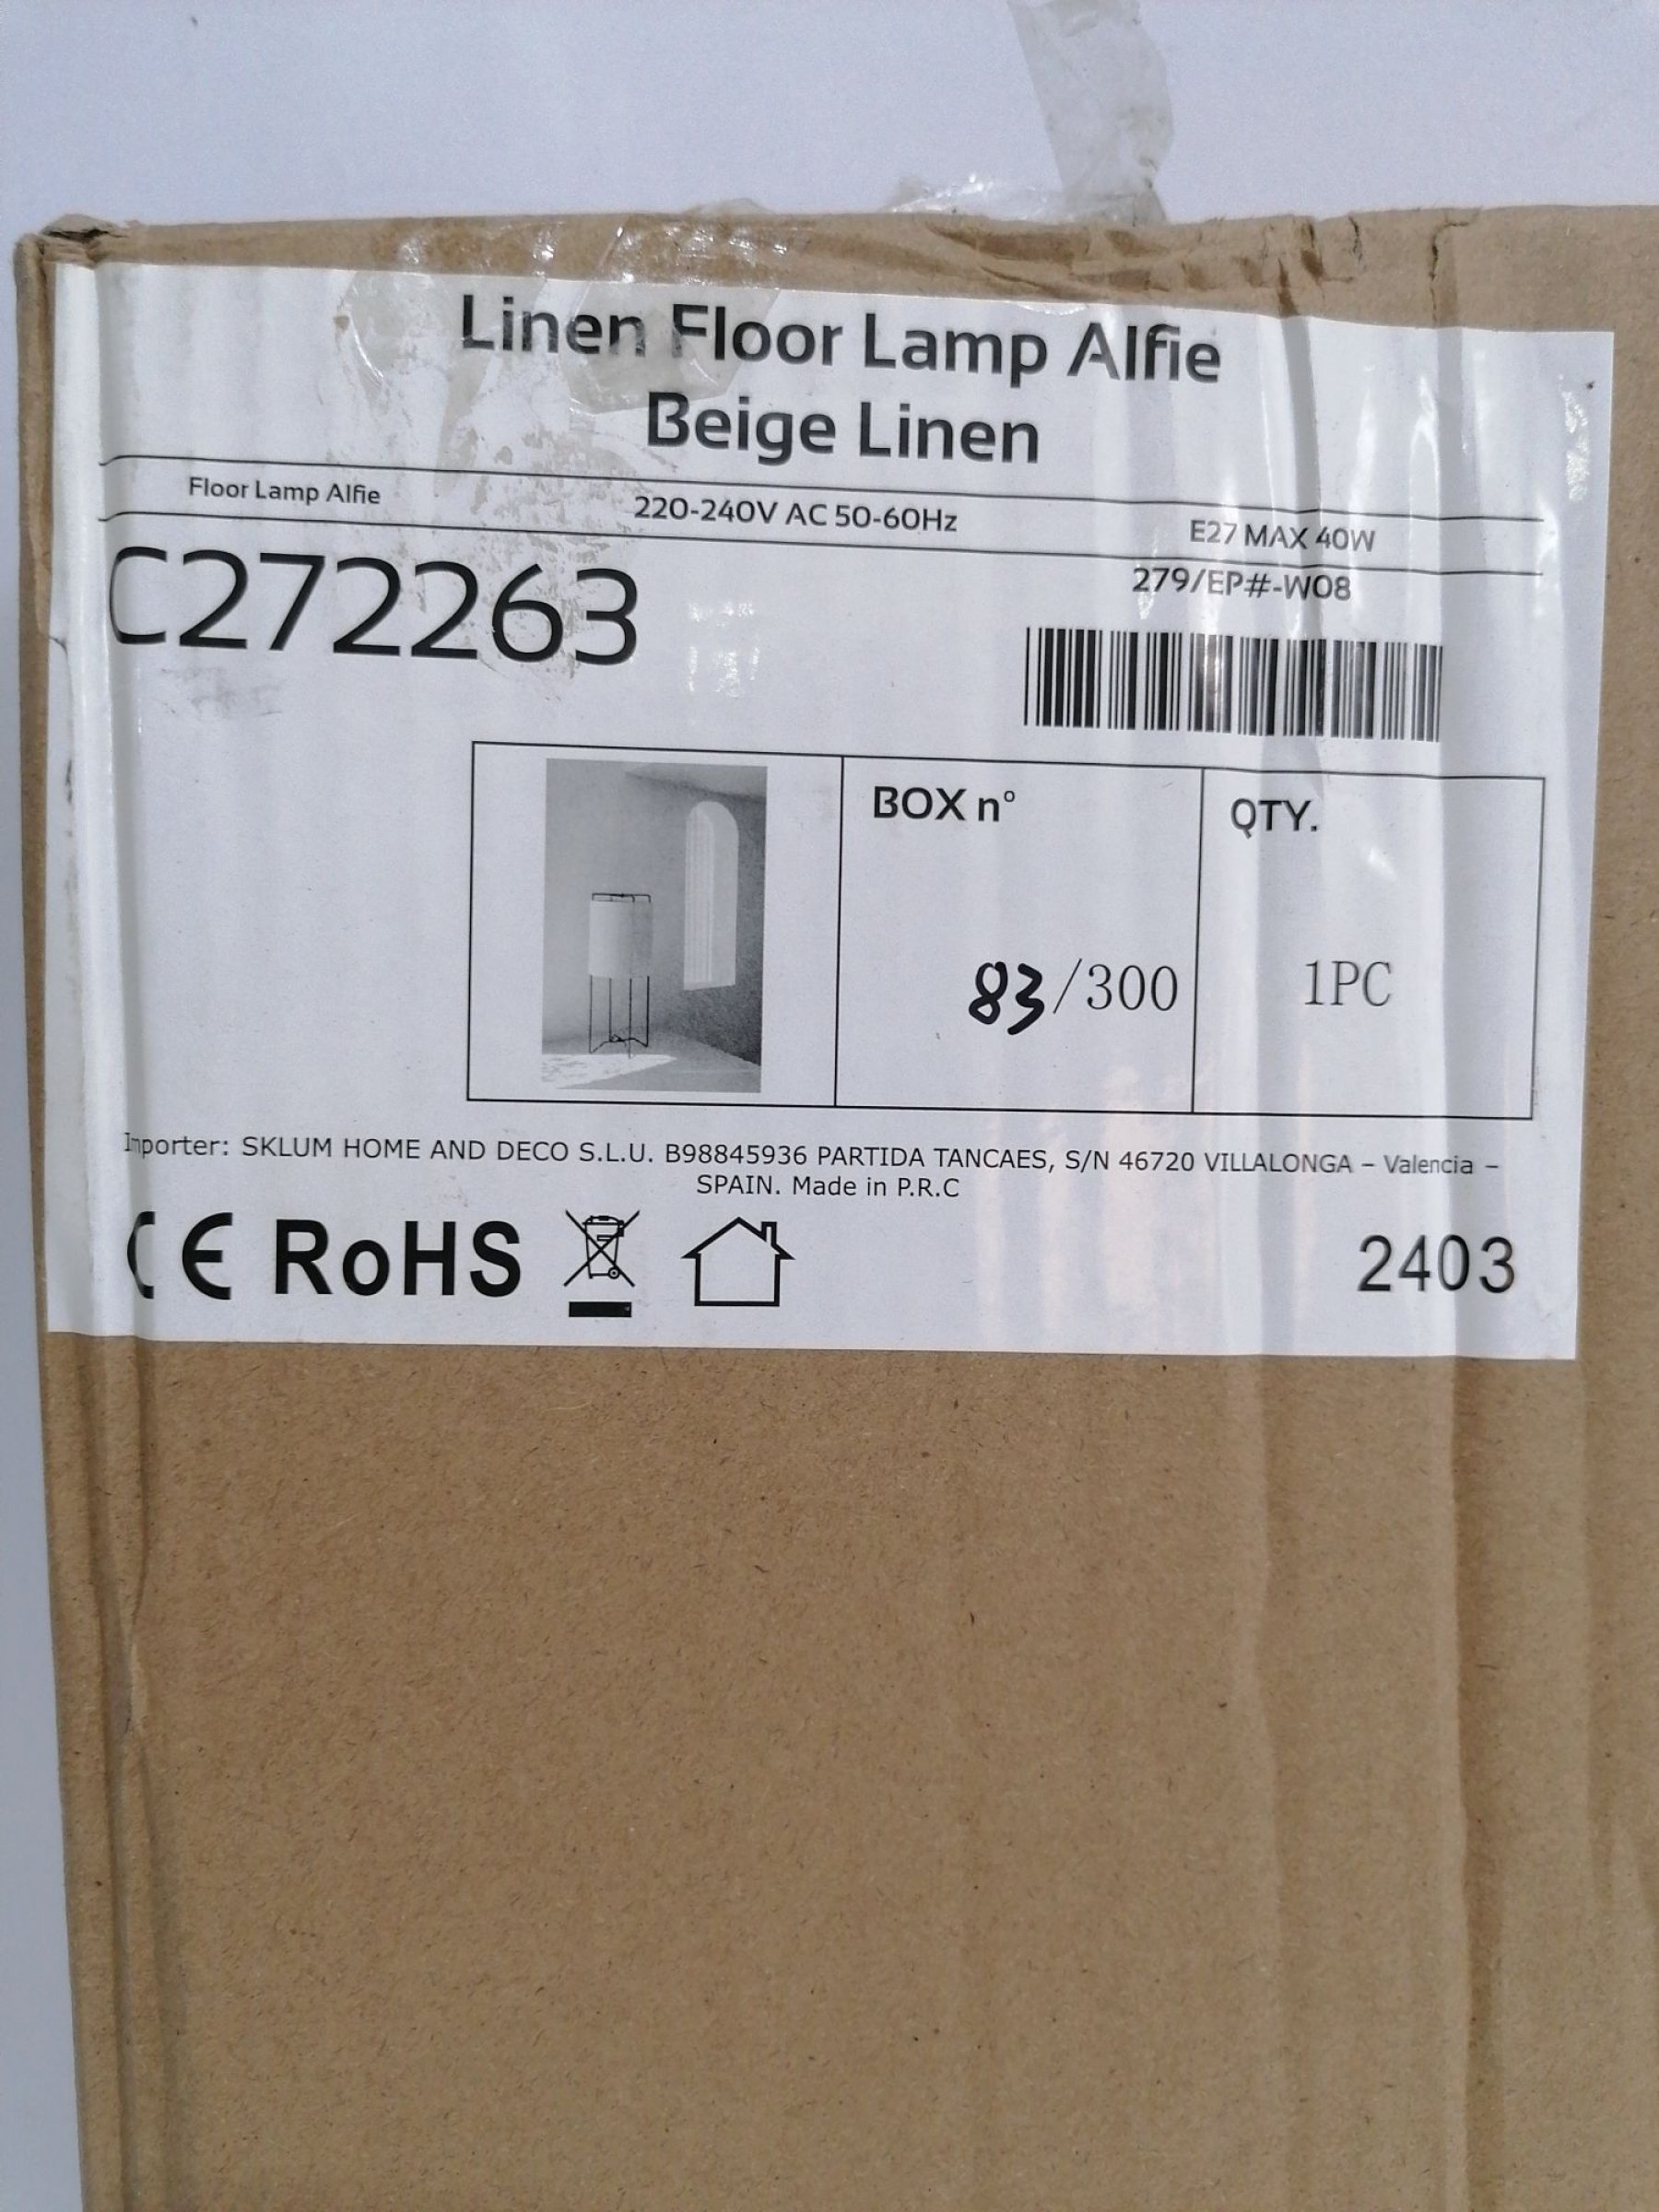 Linen Floor Lamp Alfie
Beige Linen
Floor Lamp Alfie 220-240V AC 50-60Hz E27 MAX 40W
C272263
279/EP#-W08
BOX nº QTY.
83/300 1PC
Importer: SKLUM HOME AND DECO S.L.U. B98845936 PARTIDA TANCAES, S/N 46720 VILLALONGA – Valencia –
SPAIN. Made in P.R.C
CE RoHS 2403